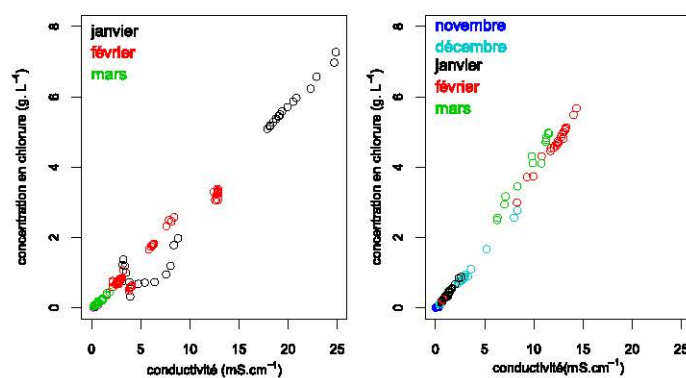 janvier
février
mars
concentration en chlorure (g. L⁻¹)
0 2 4 6 8
0 5 10 15 20 25
conductivité (mS.cm⁻¹)
novembre
décembre
janvier
février
mars
concentration en chlorure (g. L⁻¹)
0 2 4 6 8
0 5 10 15 20 25
conductivité(mS.cm⁻¹)